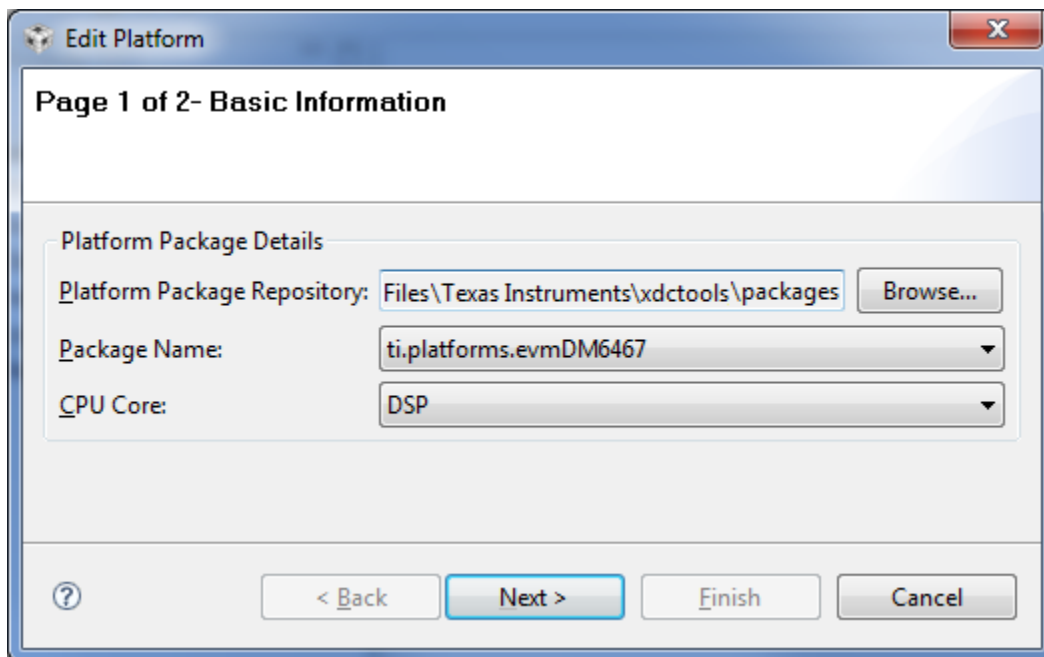 Edit Platform
Page 1 of 2- Basic Information
Platform Package Details
Platform Package Repository: Files\Texas Instruments\xdctools\packages Browse...
Package Name: ti.platforms.evmDM6467
CPU Core: DSP
? < Back Next > Finish Cancel